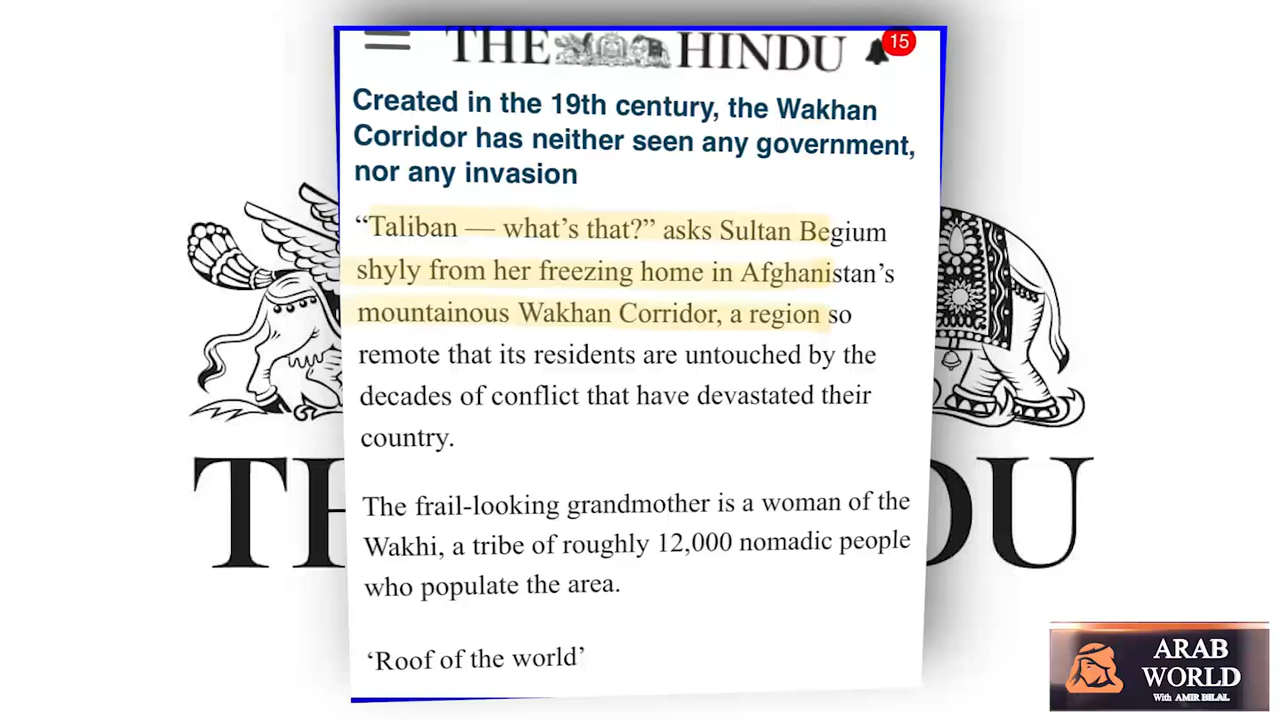 THE HINDU
15
Created in the 19th century, the Wakhan
Corridor has neither seen any government,
nor any invasion
“Taliban — what’s that?” asks Sultan Begium
shyly from her freezing home in Afghanistan’s
mountainous Wakhan Corridor, a region so
remote that its residents are untouched by the
decades of conflict that have devastated their
country.
The frail-looking grandmother is a woman of the
Wakhi, a tribe of roughly 12,000 nomadic people
who populate the area.
‘Roof of the world’
TH
DU
ARAB
WORLD
With AMIR BILAL